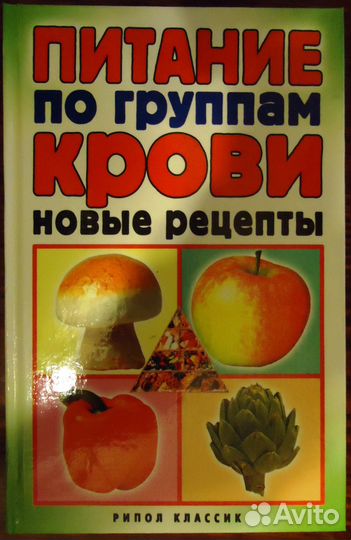 ПИТАНИЕ
ПО ГРУППАМ
КРОВИ
НОВЫЕ РЕЦЕПТЫ
РИПОЛ КЛАССИК
Avito